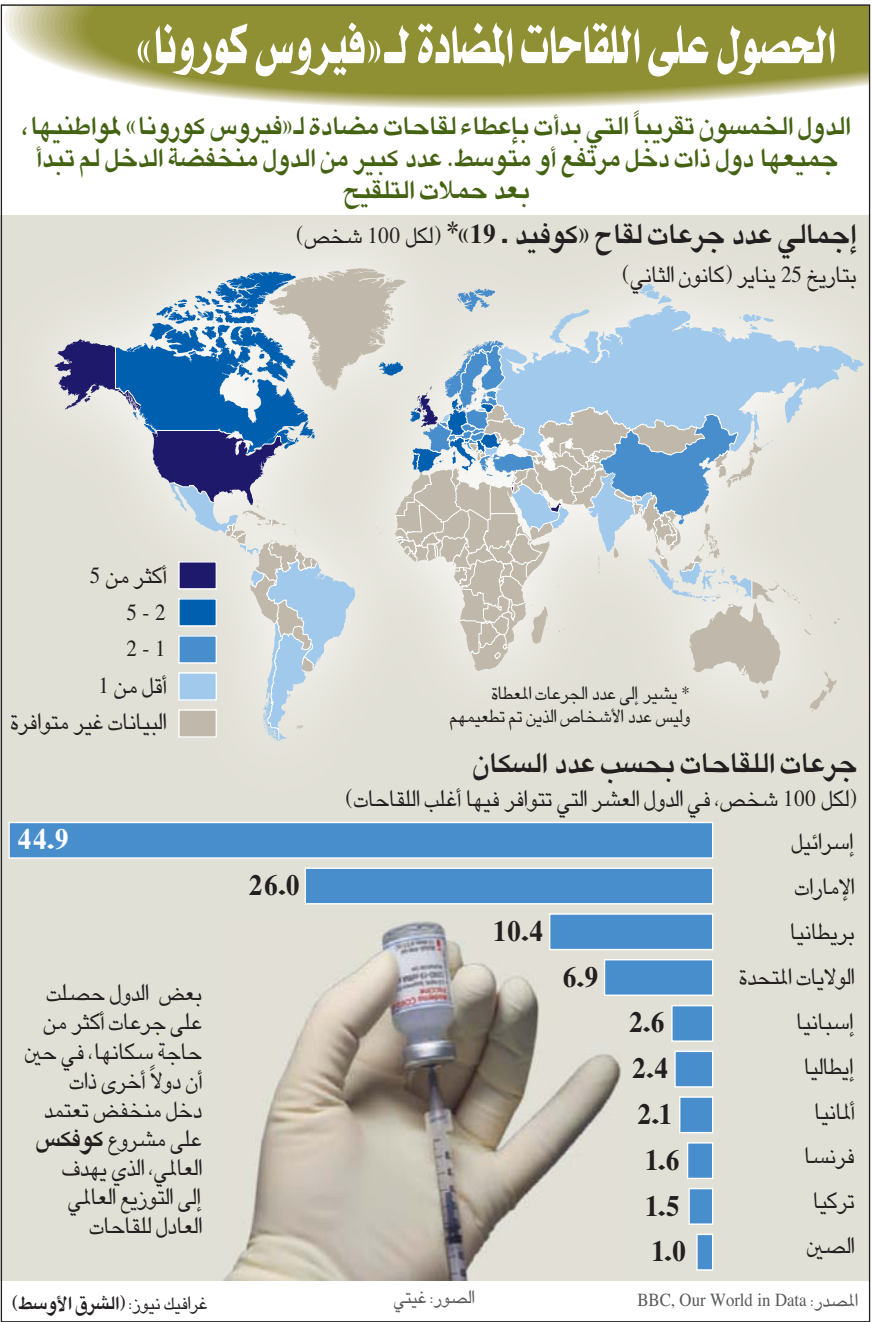 الحصول على اللقاحات المضادة لـ«فيروس كورونا»
الدول الخمسون تقريباً التي بدأت بإعطاء لقاحات مضادة لـ«فيروس كورونا» لمواطنيها،
جميعها دول ذات دخل مرتفع أو متوسط. عدد كبير من الدول منخفضة الدخل لم تبدأ
بعد حملات التلقيح
إجمالي عدد جرعات لقاح «كوفيد ـ 19»* (لكل 100 شخص)
بتاريخ 25 يناير (كانون الثاني)
أكثر من 5
5 - 2
2 - 1
أقل من 1
البيانات غير متوافرة
* يشير إلى عدد الجرعات المعطاة
وليس عدد الأشخاص الذين تم تطعيمهم
جرعات اللقاحات بحسب عدد السكان
(لكل 100 شخص، في الدول العشر التي تتوافر فيها أغلب اللقاحات)
إسرائيل 44.9
الإمارات 26.0
بريطانيا 10.4
الولايات المتحدة 6.9
إسبانيا 2.6
إيطاليا 2.4
ألمانيا 2.1
فرنسا 1.6
تركيا 1.5
الصين 1.0
بعض الدول حصلت
على جرعات أكثر من
حاجة سكانها، في حين
أن دولاً أخرى ذات
دخل منخفض تعتمد
على مشروع كوفكس
العالمي، الذي يهدف
إلى التوزيع العالمي
العادل للقاحات
المصدر: BBC, Our World in Data
الصور: غيتي
غرافيك نيوز: (الشرق الأوسط)